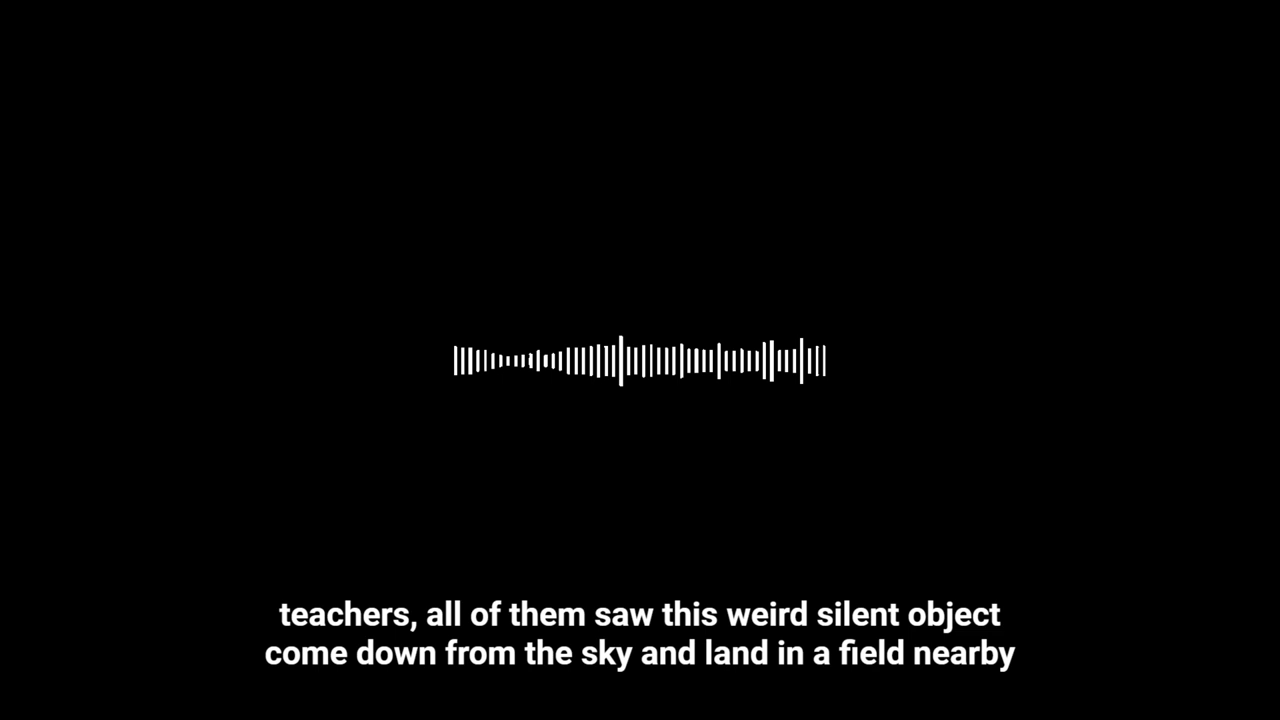 teachers, all of them saw this weird silent object
come down from the sky and land in a field nearby